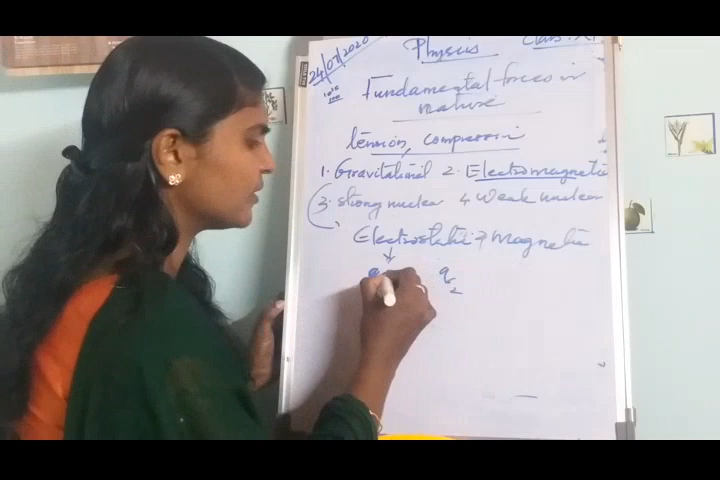 24/07/2020
Physics Class XI
Fundamental forces in
nature
tension, compression
1. Gravitational 2. Electromagnetic
3. strong nuclear 4 Weak nuclear
Electrostatic → Magnetic
q q2